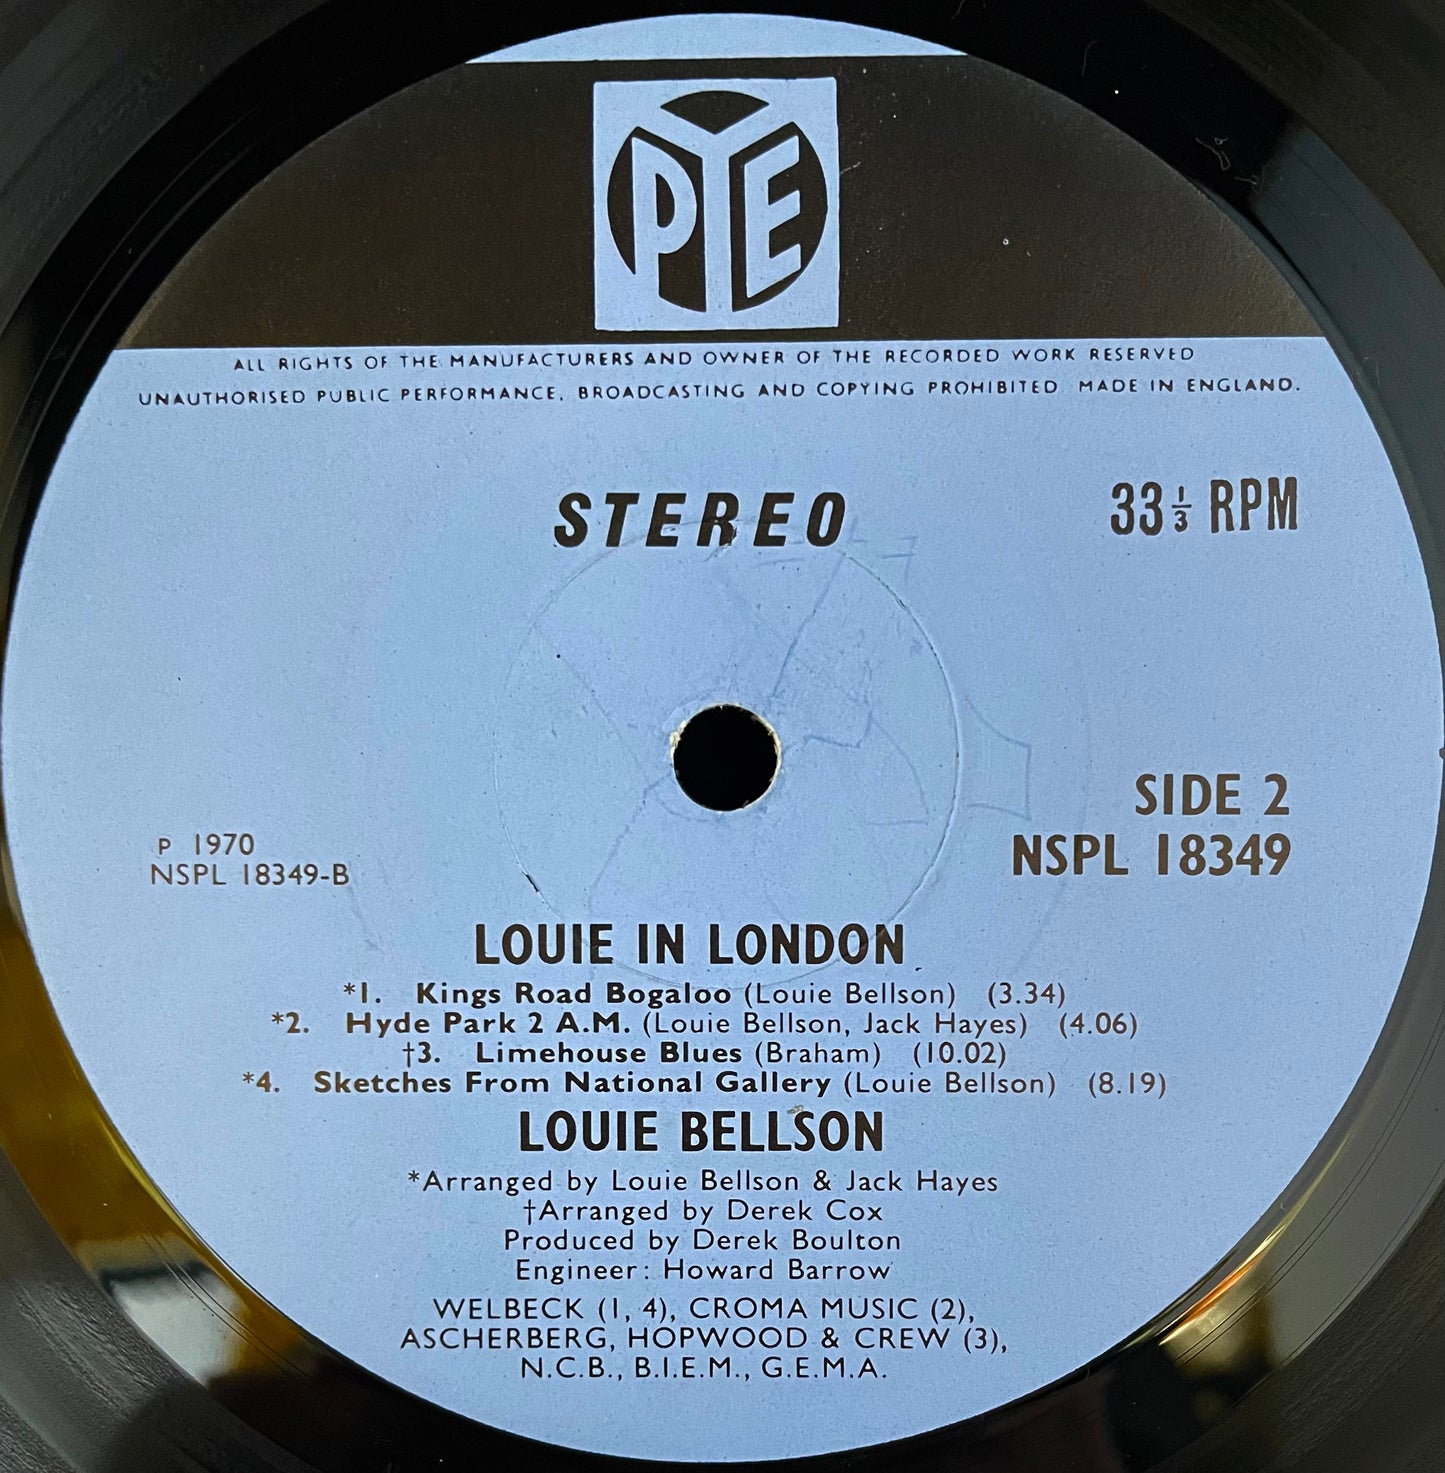 PYE
ALL RIGHTS OF THE MANUFACTURERS AND OWNER OF THE RECORDED WORK RESERVED
UNAUTHORISED PUBLIC PERFORMANCE, BROADCASTING AND COPYING PROHIBITED. MADE IN ENGLAND.
STEREO
33 1/3 RPM
SIDE 2
NSPL 18349
P 1970
NSPL 18349-B
LOUIE IN LONDON
*1. Kings Road Bogaloo (Louie Bellson) (3.34)
*2. Hyde Park 2 A.M. (Louie Bellson, Jack Hayes) (4.06)
†3. Limehouse Blues (Braham) (10.02)
*4. Sketches From National Gallery (Louie Bellson) (8.19)
LOUIE BELLSON
*Arranged by Louie Bellson & Jack Hayes
†Arranged by Derek Cox
Produced by Derek Boulton
Engineer: Howard Barrow
WELBECK (1, 4), CROMA MUSIC (2),
ASCHERBERG, HOPWOOD & CREW (3),
N.C.B., B.I.E.M., G.E.M.A.